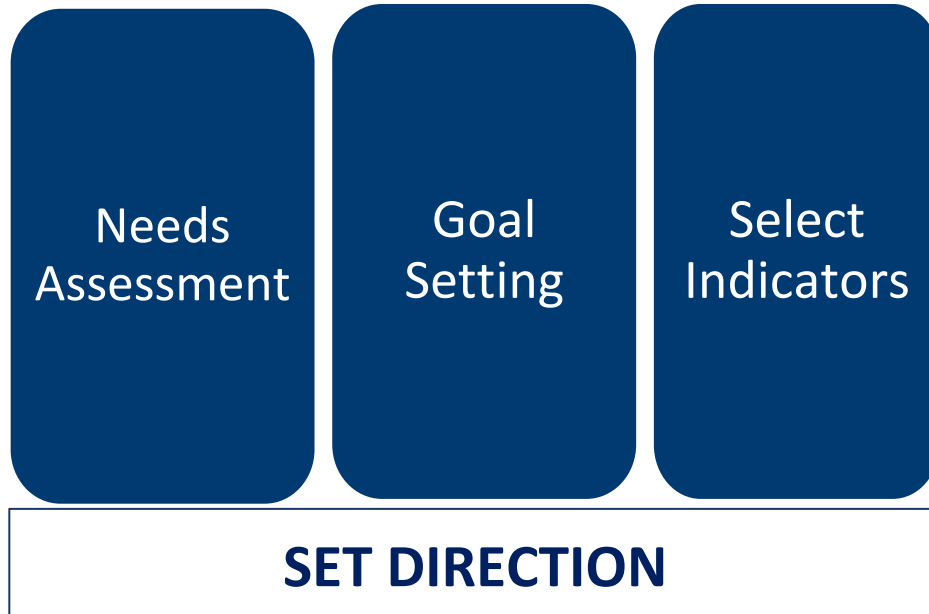 Needs
Assessment
Goal
Setting
Select
Indicators
SET DIRECTION